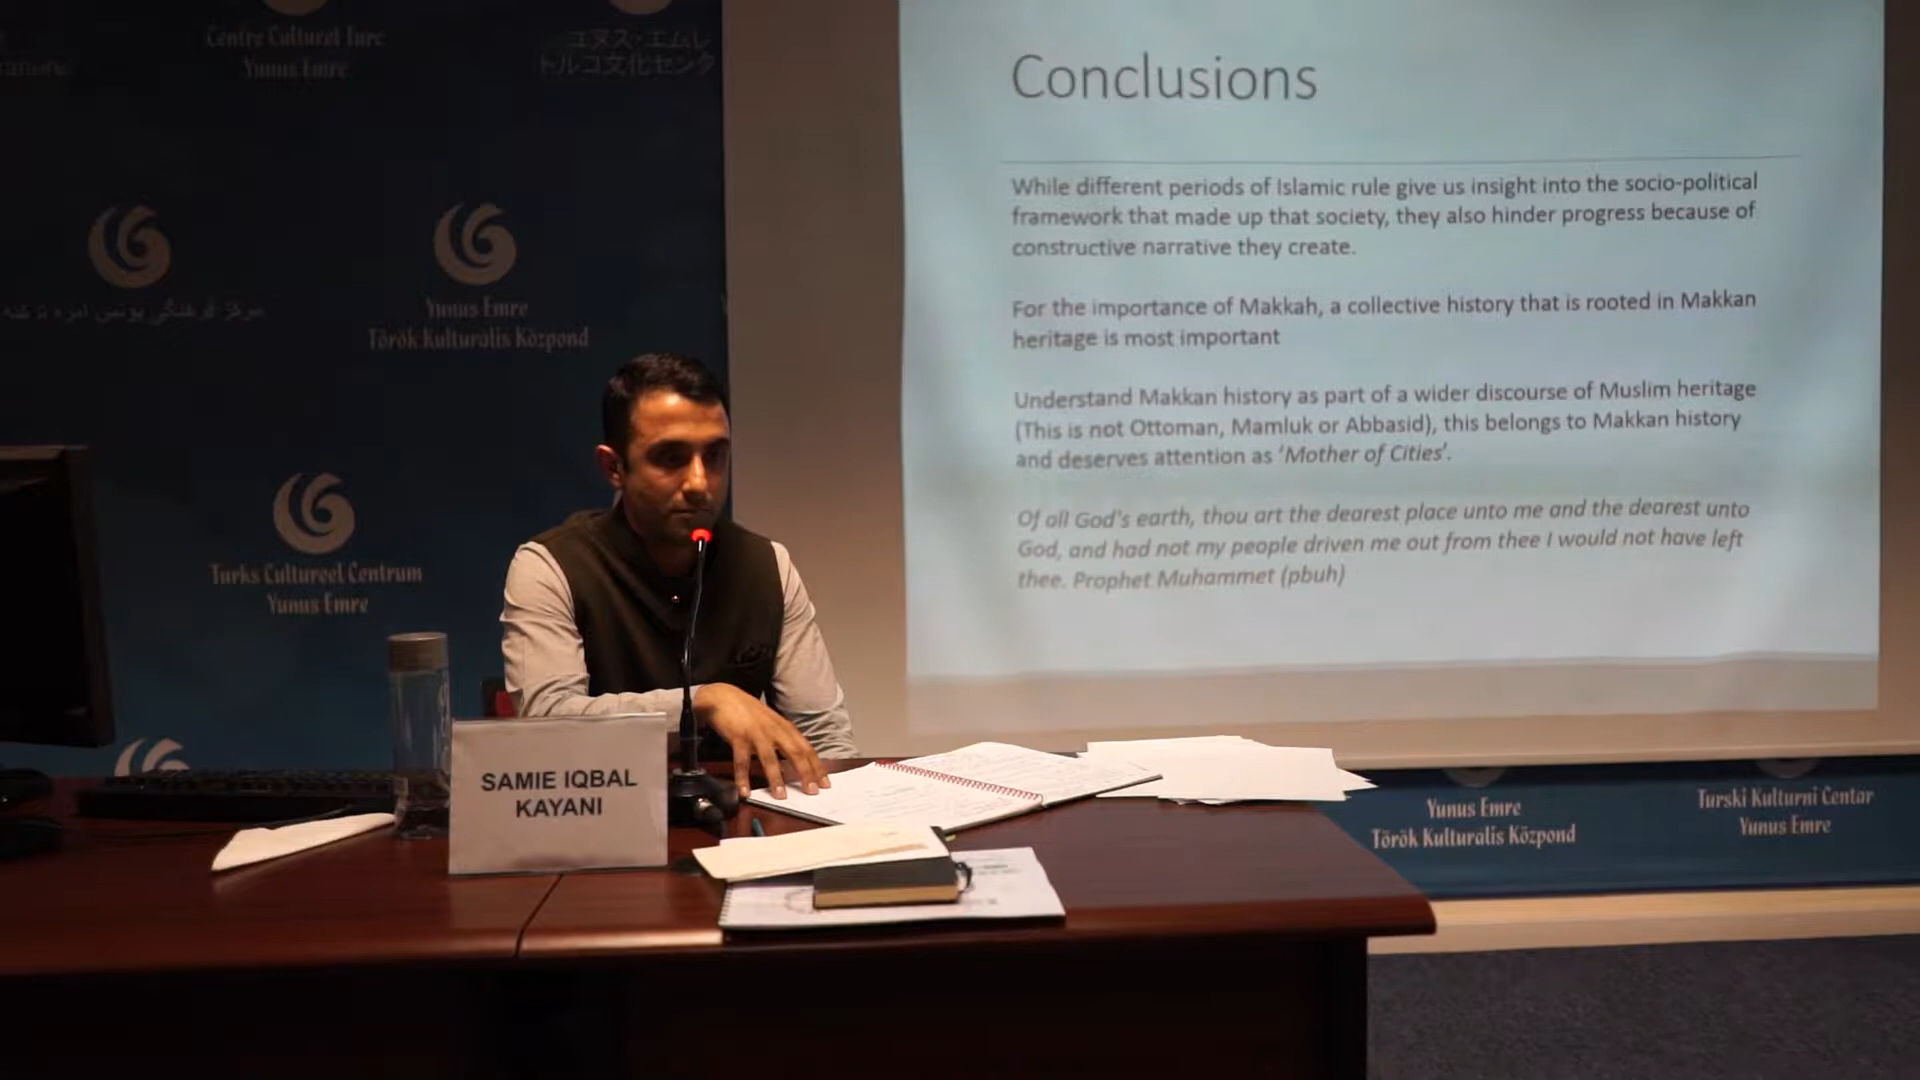 Centre Culturel Turc
Yunus Emre
ユヌス・エムレ
トルコ文化センタ
Yunus Emre
Török Kulturális Központ
Turks Cultureel Centrum
Yunus Emre
Conclusions
While different periods of Islamic rule give us insight into the socio-political
framework that made up that society, they also hinder progress because of
constructive narrative they create.
For the importance of Makkah, a collective history that is rooted in Makkan
heritage is most important
Understand Makkan history as part of a wider discourse of Muslim heritage
(This is not Ottoman, Mamluk or Abbasid), this belongs to Makkan history
and deserves attention as ‘Mother of Cities’.
Of all God's earth, thou art the dearest place unto me and the dearest unto
God, and had not my people driven me out from thee I would not have left
thee. Prophet Muhammet (pbuh)
SAMIE IQBAL
KAYANI
Yunus Emre
Török Kulturális Központ
Turski Kulturni Centar
Yunus Emre